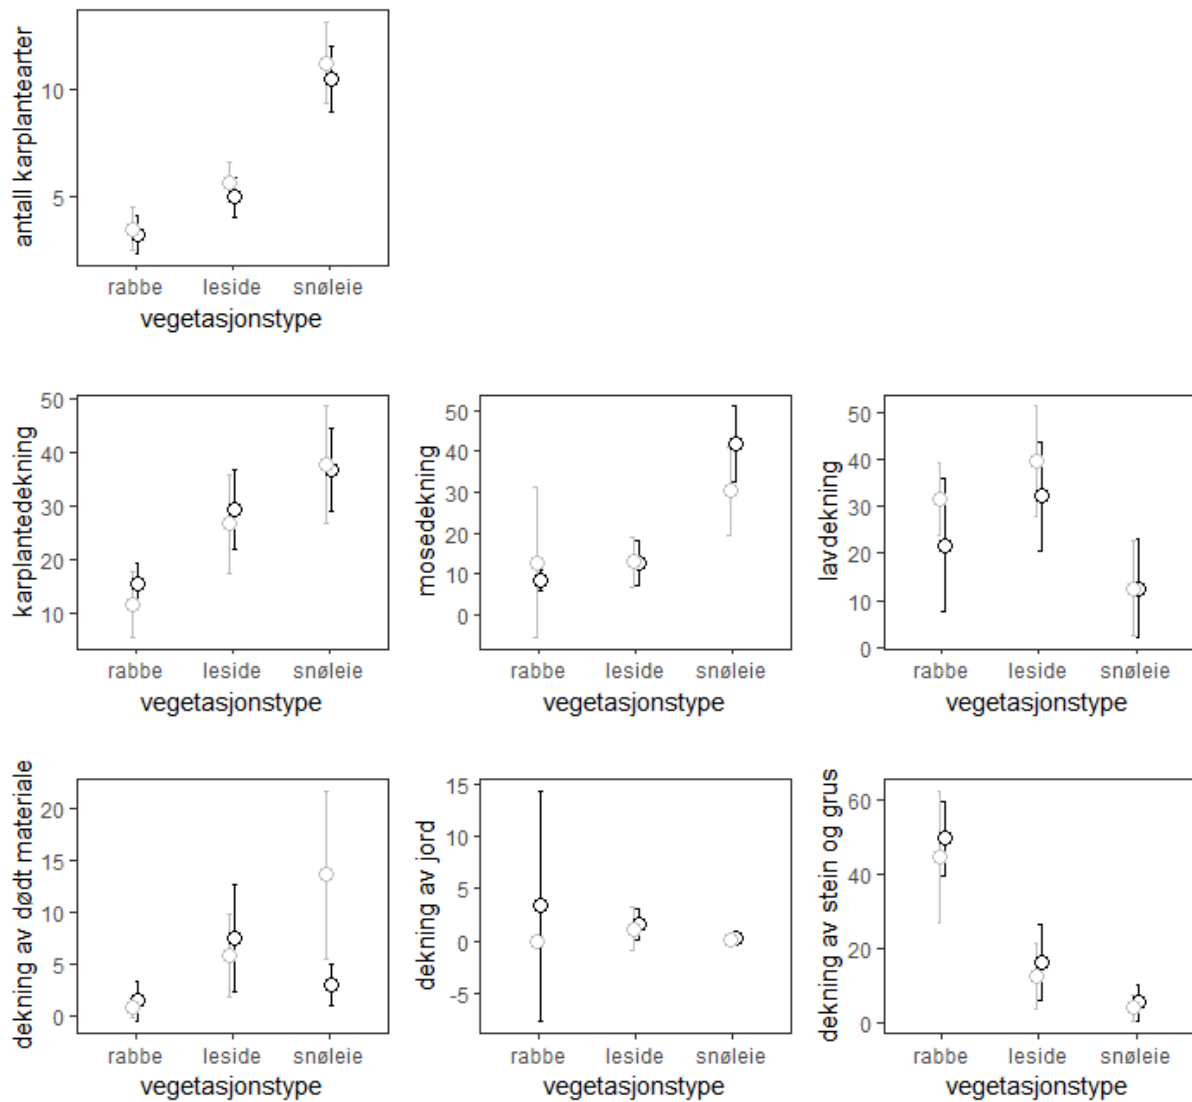 antall karplantearter
10
5
rabbe leside snøleie
vegetasjonstype
karplantedekning
50
40
30
20
10
rabbe leside snøleie
vegetasjonstype
mosedekning
50
40
30
20
10
0
rabbe leside snøleie
vegetasjonstype
lavdekning
50
40
30
20
10
0
rabbe leside snøleie
vegetasjonstype
dekning av dødt materiale
20
15
10
5
0
rabbe leside snøleie
vegetasjonstype
dekning av jord
15
10
5
0
-5
rabbe leside snøleie
vegetasjonstype
dekning av stein og grus
60
40
20
0
rabbe leside snøleie
vegetasjonstype